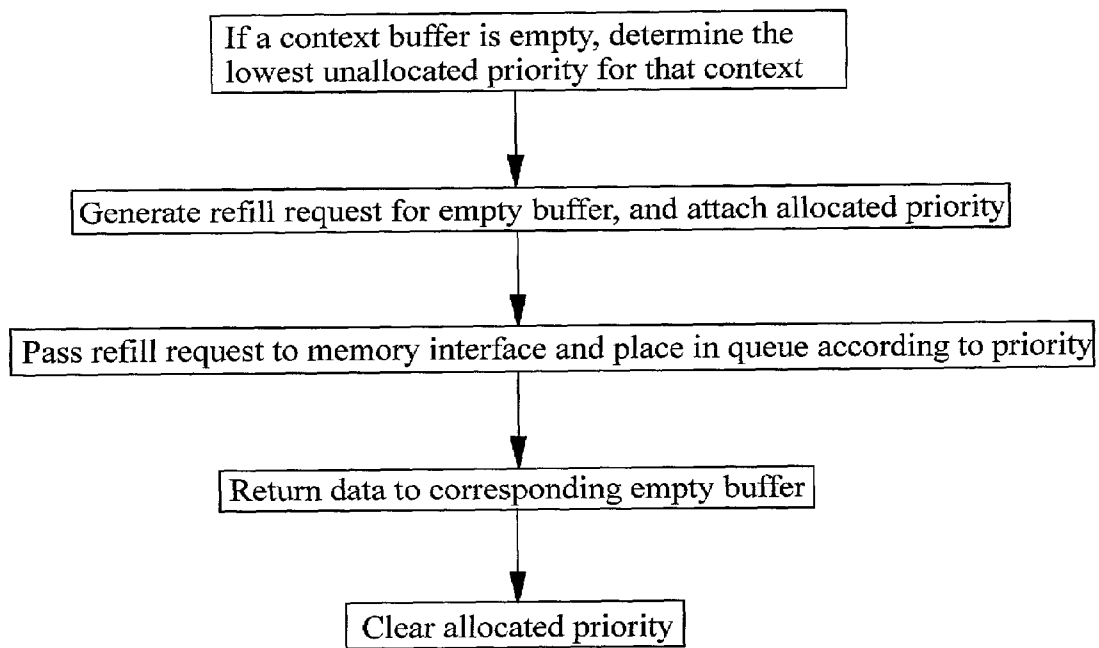 If a context buffer is empty, determine the
lowest unallocated priority for that context
Generate refill request for empty buffer, and attach allocated priority
Pass refill request to memory interface and place in queue according to priority
Return data to corresponding empty buffer
Clear allocated priority